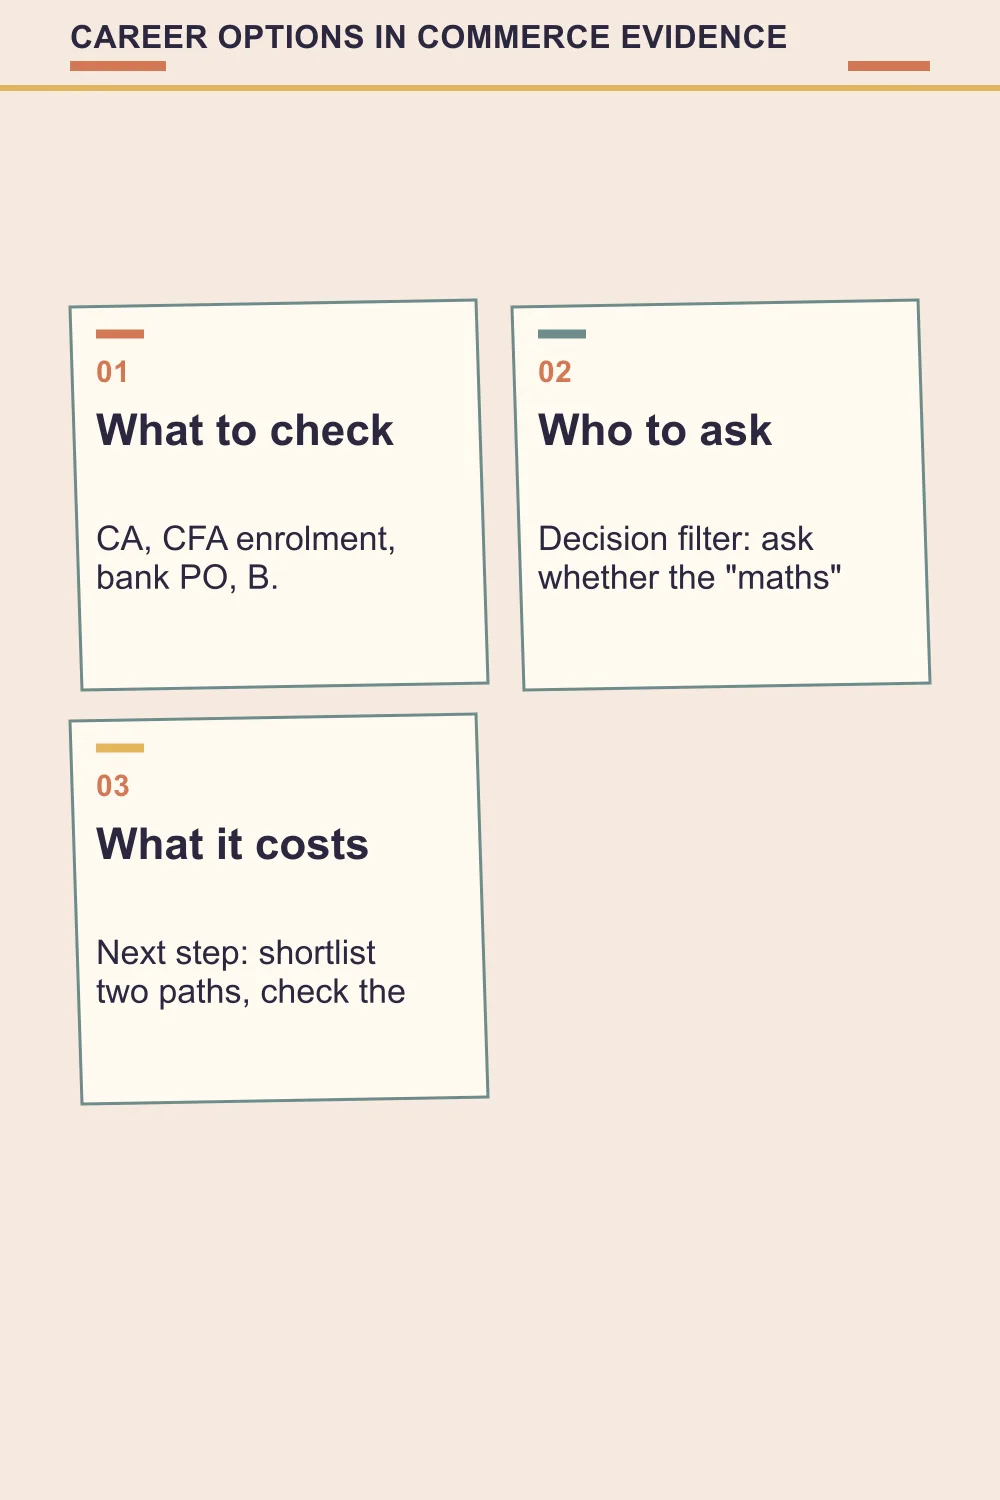 CAREER OPTIONS IN COMMERCE EVIDENCE
01
What to check
CA, CFA enrolment,
bank PO, B.
02
Who to ask
Decision filter: ask
whether the "maths"
03
What it costs
Next step: shortlist
two paths, check the